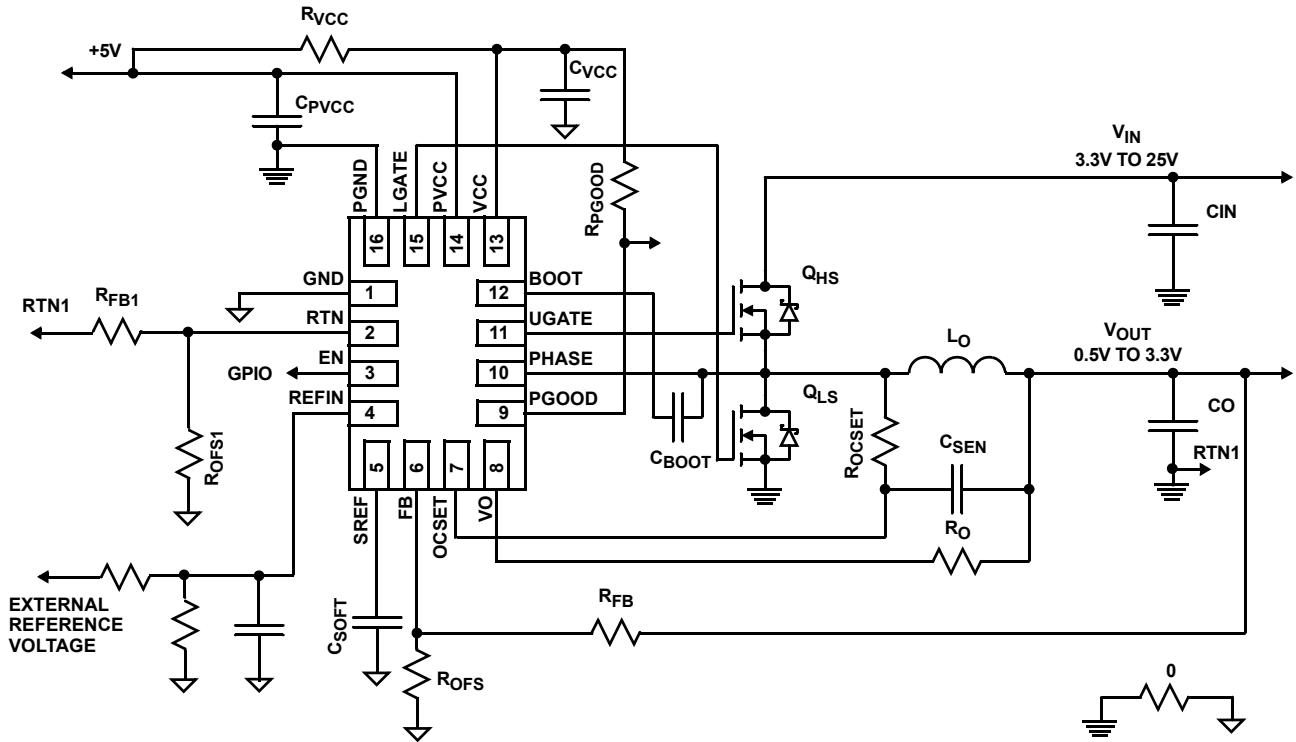 RVCC
+5V
CVCC
CPVCC
VIN
3.3V TO 25V
PGND
LGATE
PVCC
VCC
RPGOOD
CIN
16
15
14
13
GND
1
12
BOOT
QHS
RTN1
RFB1
RTN
2
11
UGATE
VOUT
0.5V TO 3.3V
LO
EN
GPIO
3
10
PHASE
REFIN
4
9
PGOOD
QLS
CO
ROFS1
5
6
7
8
CBOOT
ROCSET
CSEN
RTN1
SREF
FB
OCSET
VO
RO
EXTERNAL
REFERENCE
VOLTAGE
CSOFT
RFB
ROFS
0